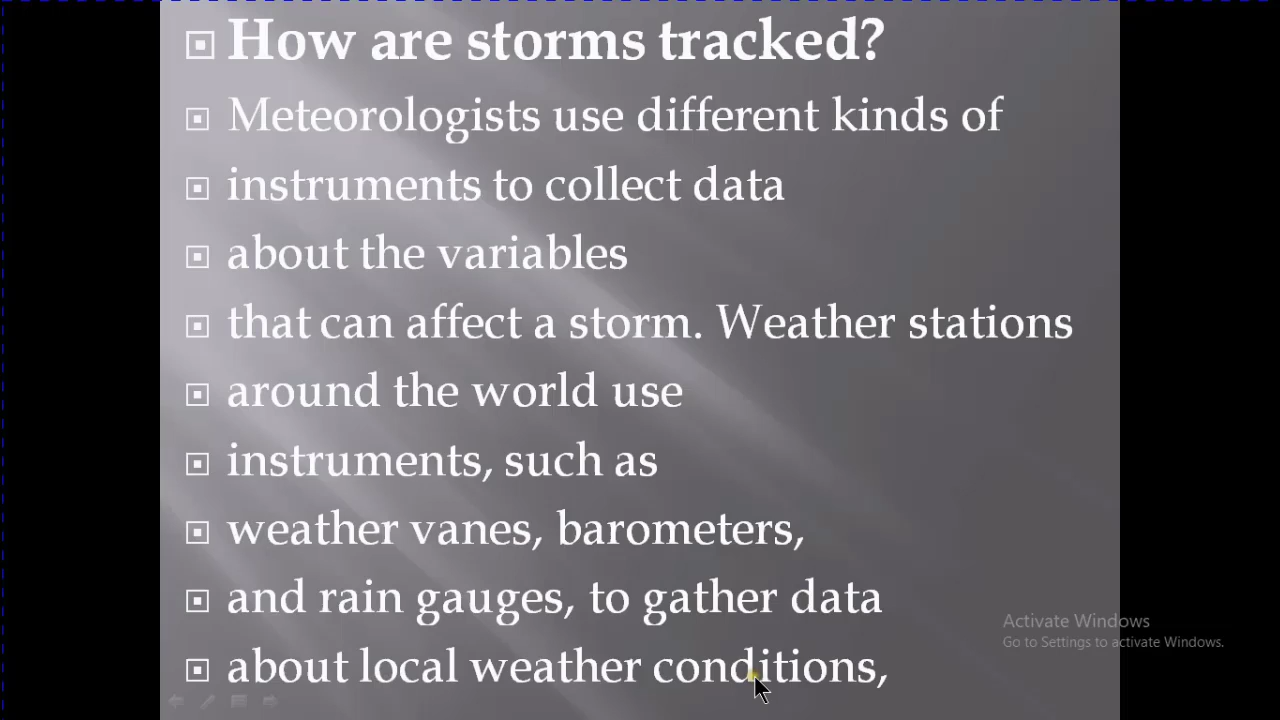 How are storms tracked?
Meteorologists use different kinds of
instruments to collect data
about the variables
that can affect a storm. Weather stations
around the world use
instruments, such as
weather vanes, barometers,
and rain gauges, to gather data
about local weather conditions,
Activate Windows
Go to Settings to activate Windows.